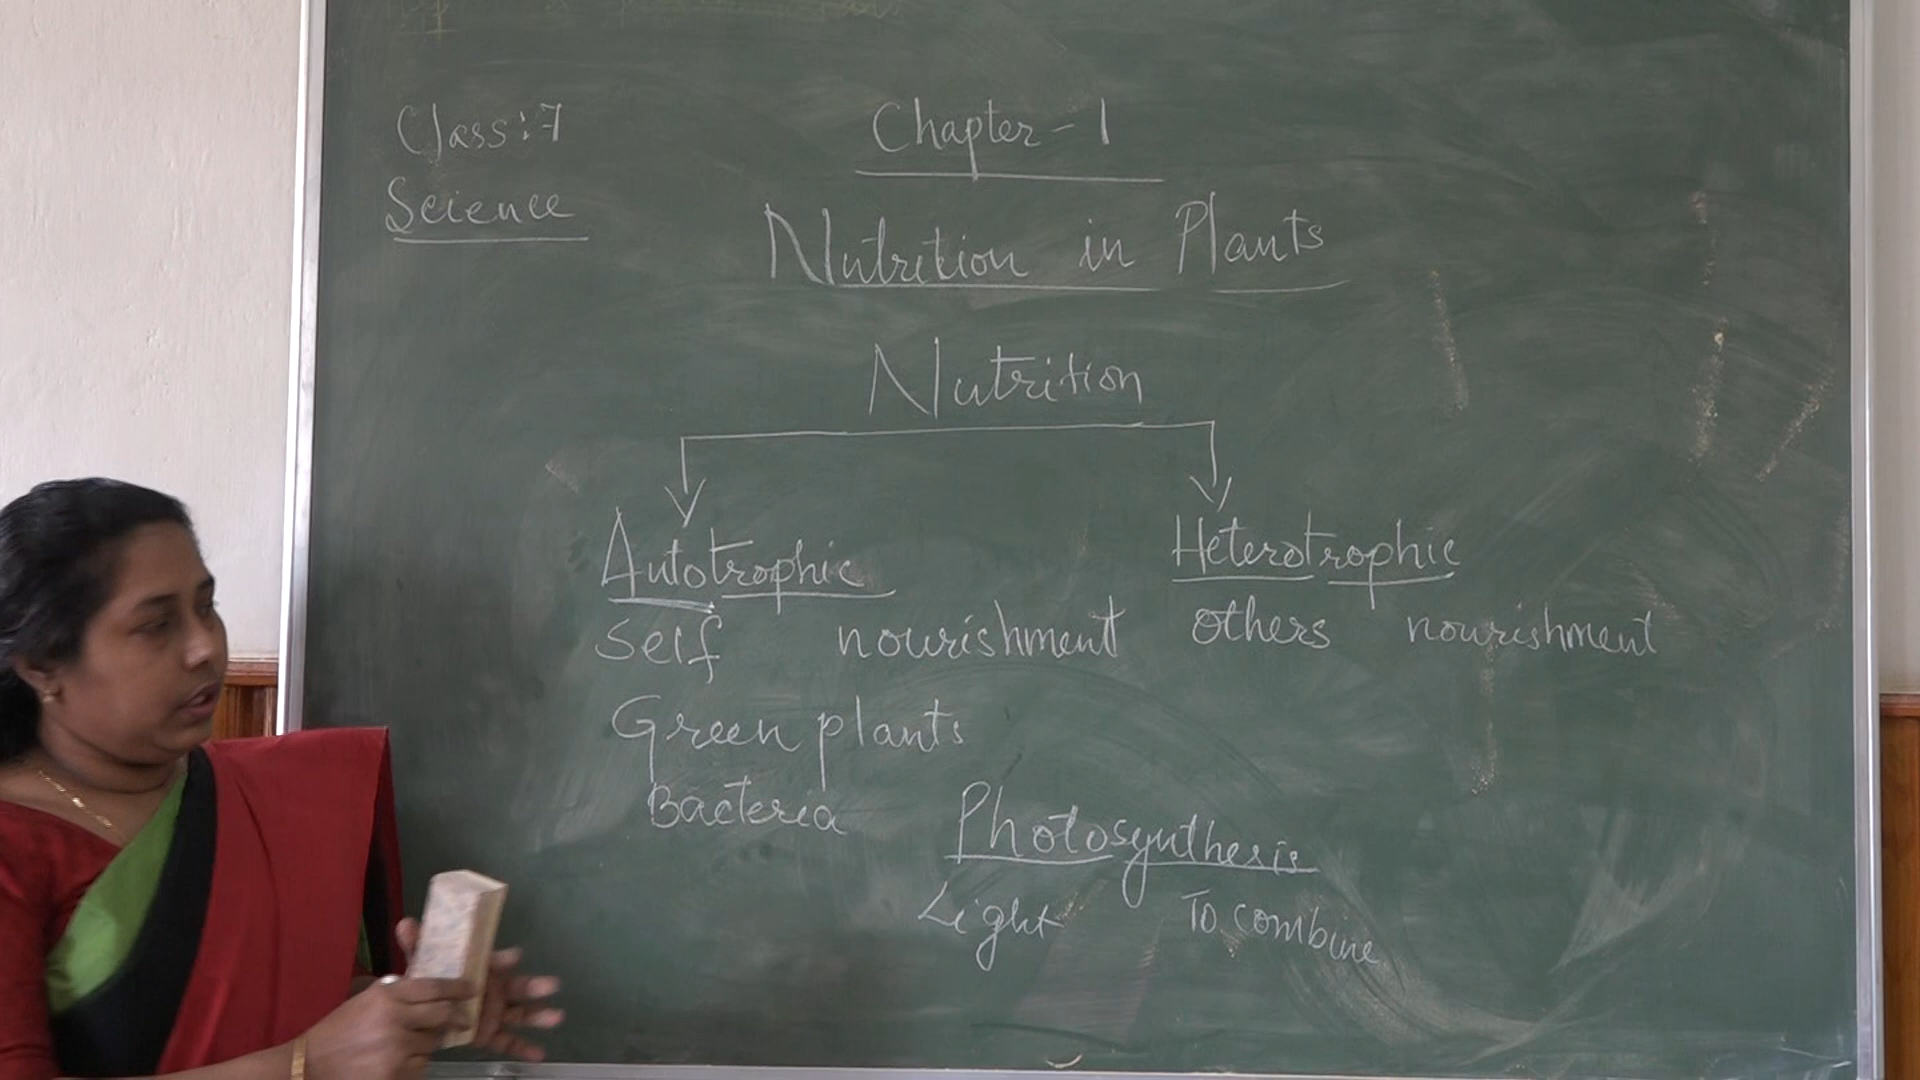 Class: 7
Science
Chapter - 1
Nutrition in Plants
Nutrition
Autotrophic
Heterotrophic
Self nourishment
others nourishment
Green plants
Bacteria
Photosynthesis
Light To combine